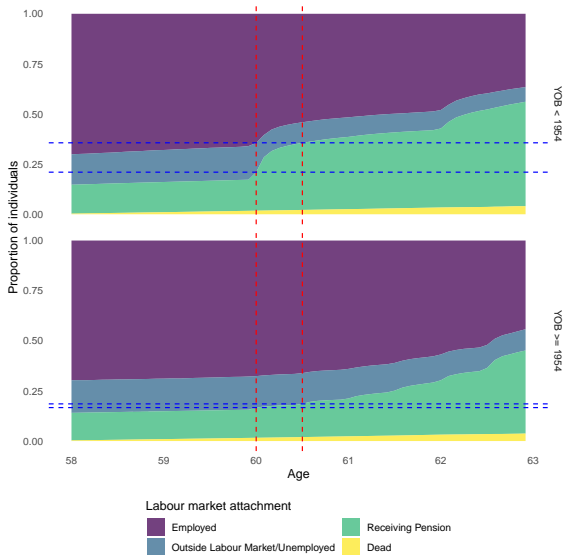 1.00
0.75
0.50
0.25
0.00
YOB < 1954
1.00
0.75
0.50
0.25
0.00
YOB >= 1954
Proportion of individuals
58 59 60 61 62 63
Age
Labour market attachment
Employed Receiving Pension
Outside Labour Market/Unemployed Dead